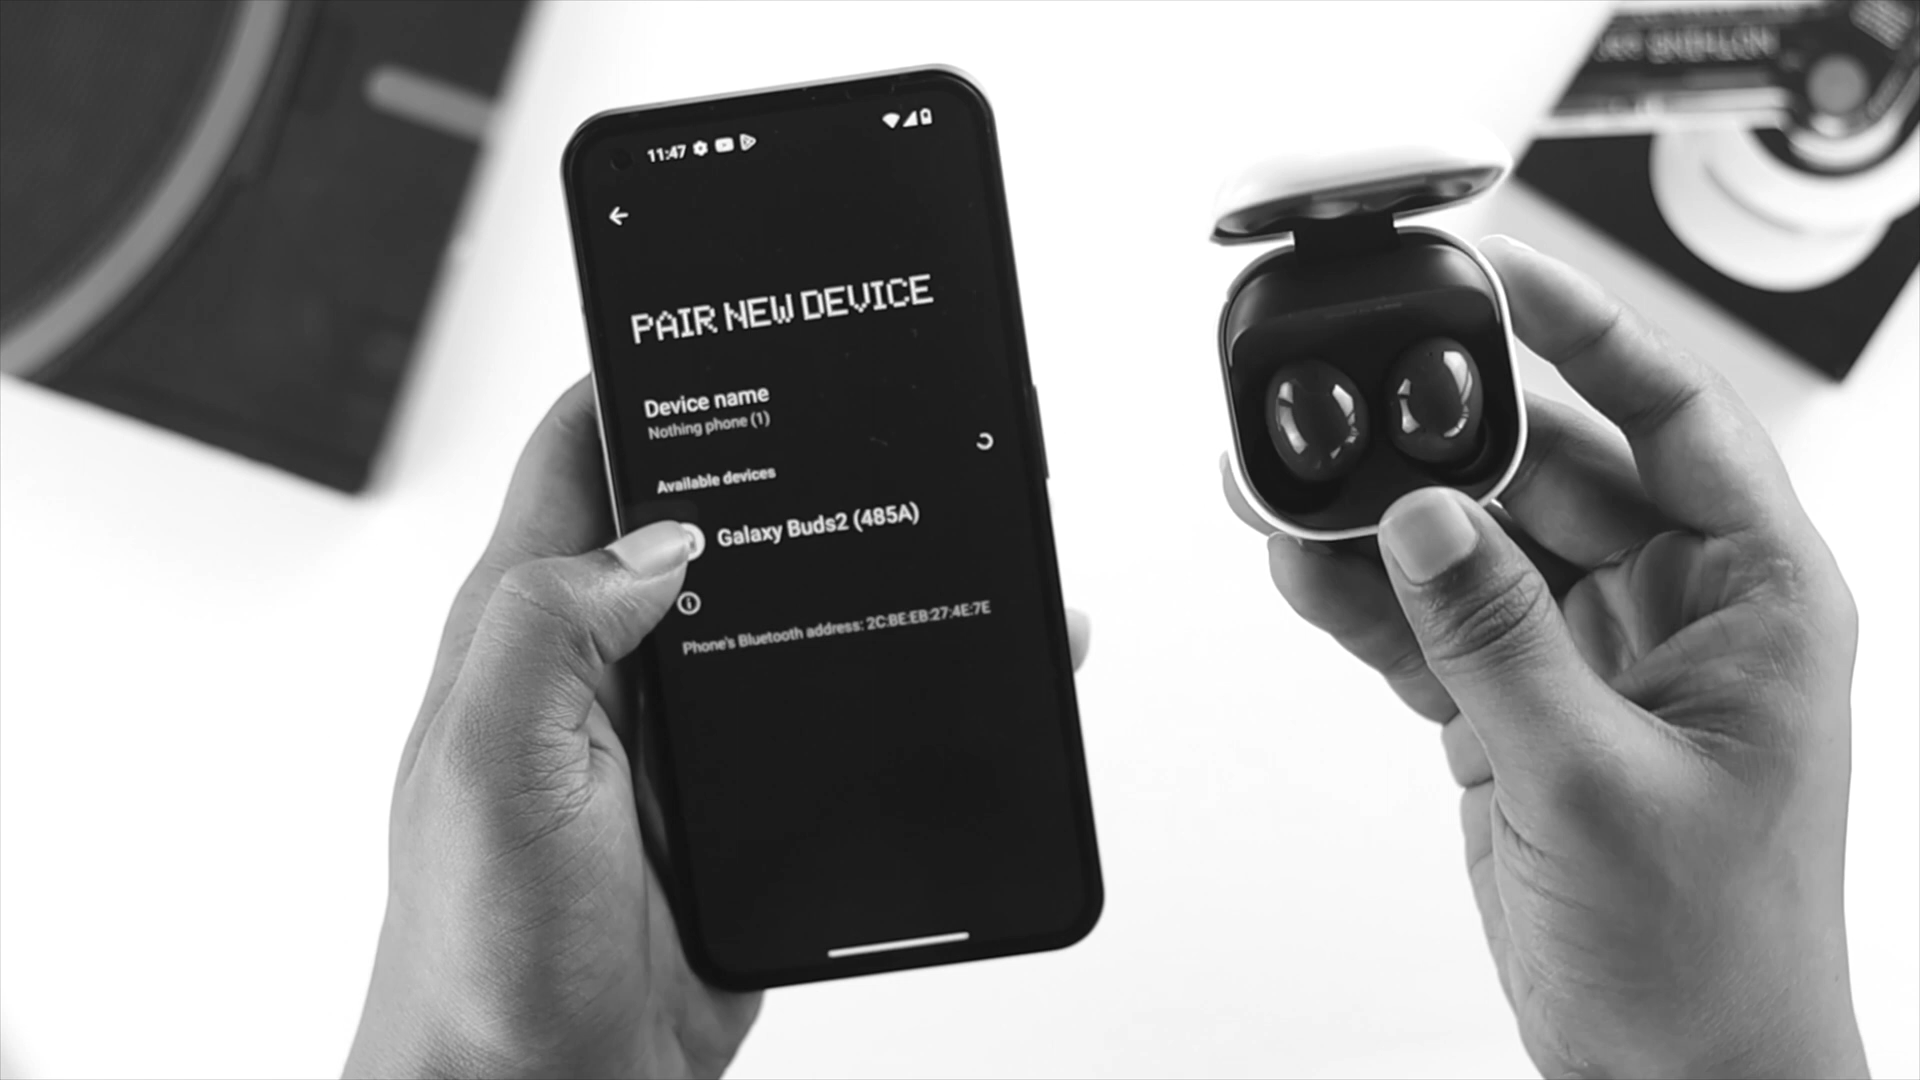 11:47
PAIR NEW DEVICE
Device name
Nothing phone (1)
Available devices
Galaxy Buds2 (485A)
Phone's Bluetooth address: 2C:BE:EB:27:4E:7E